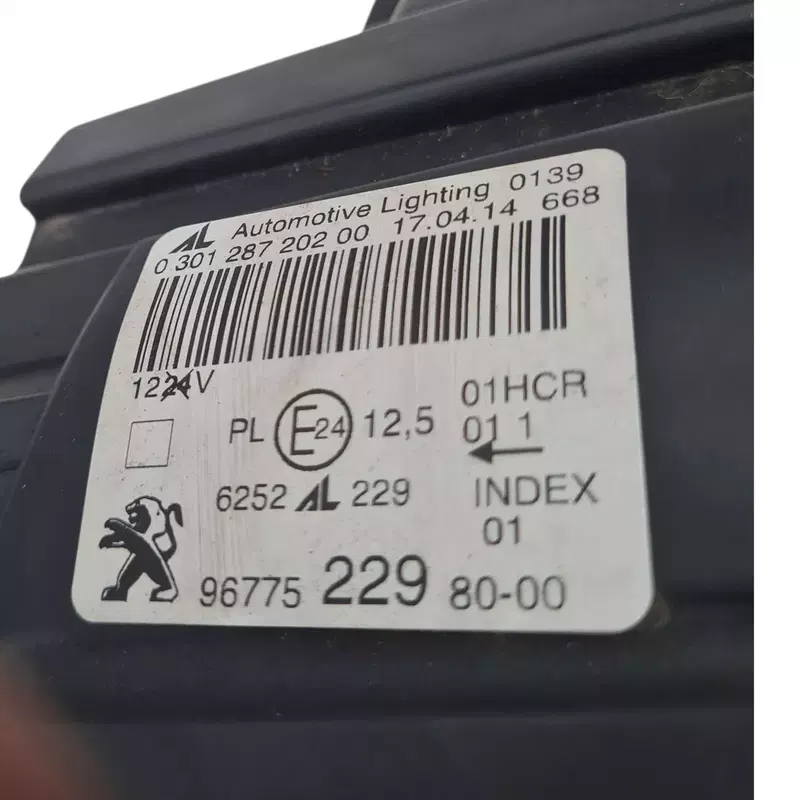 AL Automotive Lighting 0139
0 301 287 202 00 17.04.14 668
1224V
PL E24 12,5 01HCR
01 1
6252 AL 229 INDEX
01
96775 229 80-00